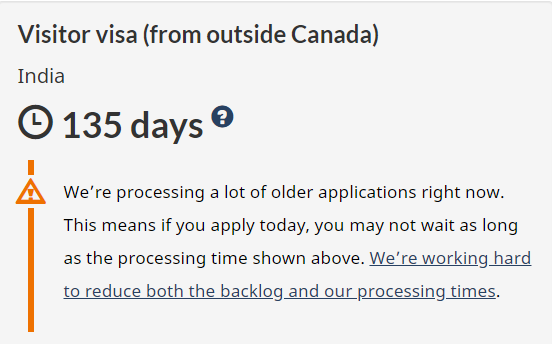 Visitor visa (from outside Canada)
India
135 days ?
We’re processing a lot of older applications right now.
This means if you apply today, you may not wait as long
as the processing time shown above. We’re working hard
to reduce both the backlog and our processing times.